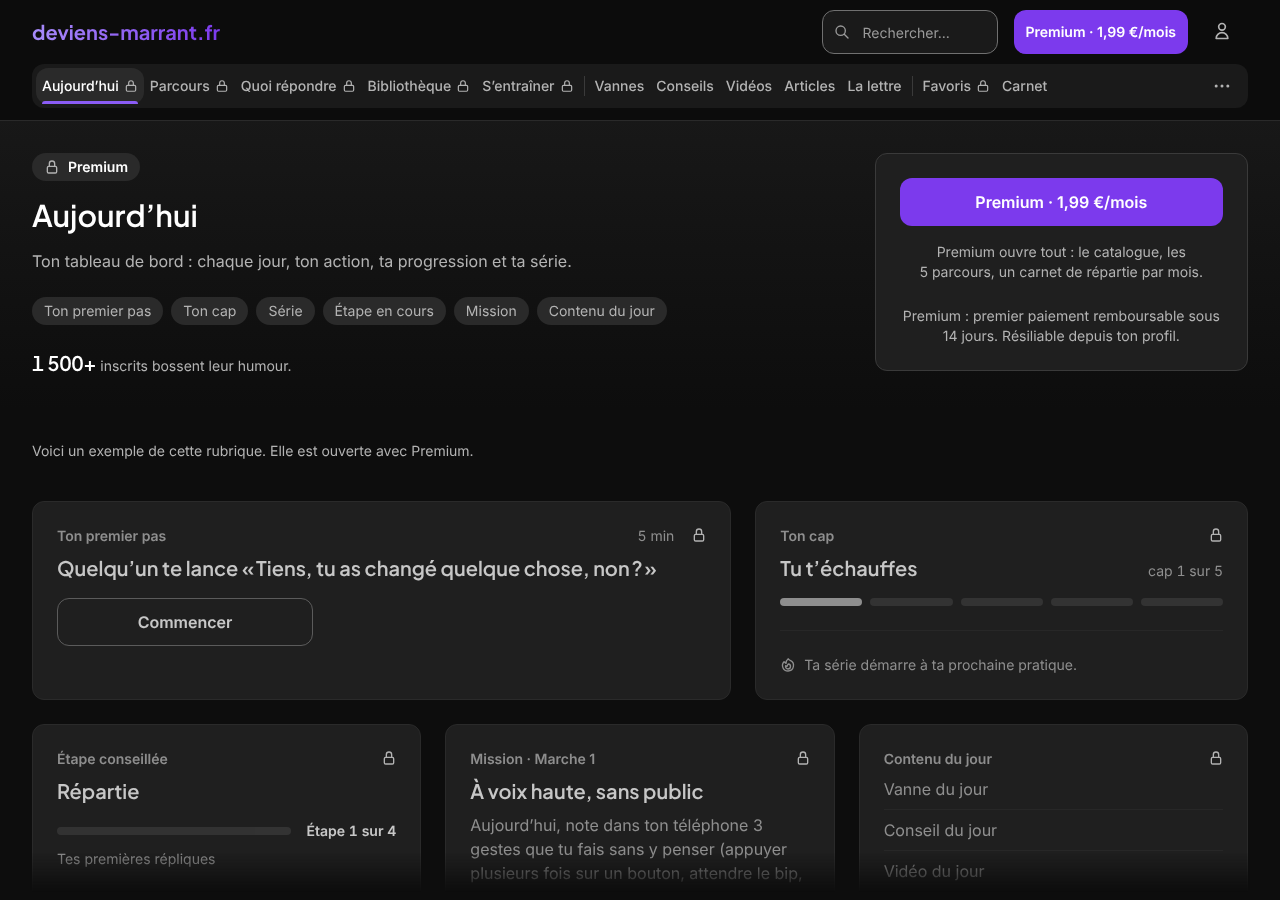 deviens-marrant.fr
Rechercher...
Premium · 1,99 €/mois
Aujourd’hui
Parcours
Quoi répondre
Bibliothèque
S’entraîner
Vannes
Conseils
Vidéos
Articles
La lettre
Favoris
Carnet
Premium
Aujourd’hui
Ton tableau de bord : chaque jour, ton action, ta progression et ta série.
Ton premier pas
Ton cap
Série
Étape en cours
Mission
Contenu du jour
1 500+ inscrits bossent leur humour.
Premium · 1,99 €/mois
Premium ouvre tout : le catalogue, les
5 parcours, un carnet de répartie par mois.
Premium : premier paiement remboursable sous
14 jours. Résiliable depuis ton profil.
Voici un exemple de cette rubrique. Elle est ouverte avec Premium.
Ton premier pas
5 min
Quelqu’un te lance « Tiens, tu as changé quelque chose, non ? »
Commencer
Ton cap
Tu t’échauffes
cap 1 sur 5
Ta série démarre à ta prochaine pratique.
Étape conseillée
Répartie
Étape 1 sur 4
Tes premières répliques
Mission · Marche 1
À voix haute, sans public
Aujourd’hui, note dans ton téléphone 3
gestes que tu fais sans y penser (appuyer
plusieurs fois sur un bouton, attendre le bip,
Contenu du jour
Vanne du jour
Conseil du jour
Vidéo du jour